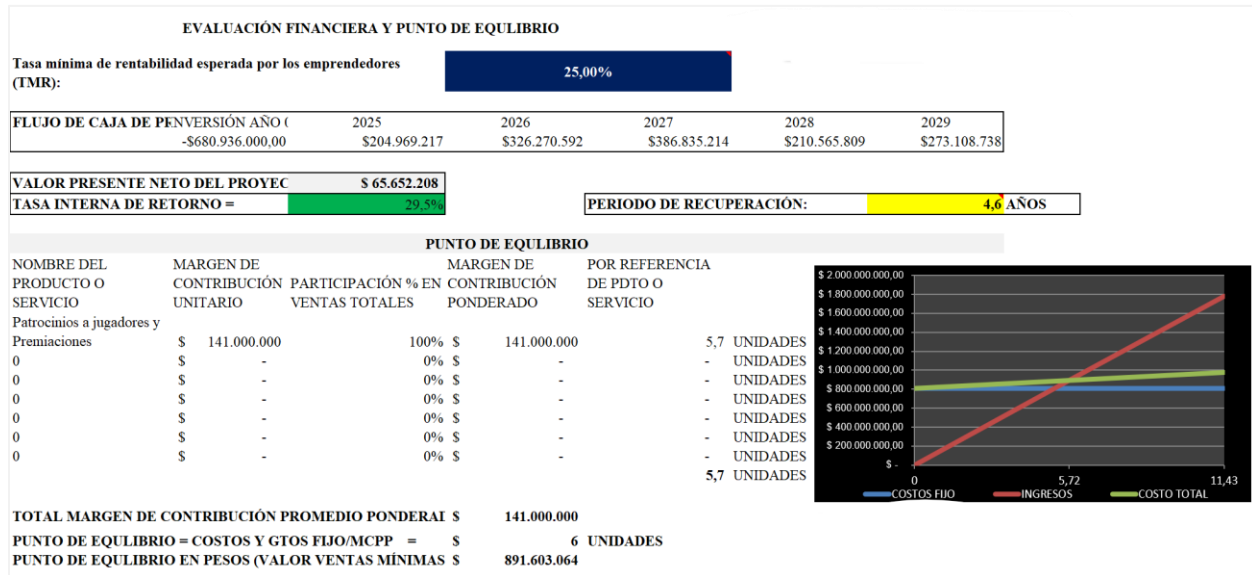 EVALUACIÓN FINANCIERA Y PUNTO DE EQULIBRIO
Tasa mínima de rentabilidad esperada por los emprendedores
(TMR):
25,00%
FLUJO DE CAJA DE PE NVERSIÓN AÑO ( 2025 2026 2027 2028 2029
-$680.936.000,00 $204.969.217 $326.270.592 $386.835.214 $210.565.809 $273.108.738
VALOR PRESENTE NETO DEL PROYEC $ 65.652.208
TASA INTERNA DE RETORNO = 29,5% PERIODO DE RECUPERACIÓN: 4,6 AÑOS
PUNTO DE EQULIBRIO
NOMBRE DEL MARGEN DE MARGEN DE POR REFERENCIA
PRODUCTO O CONTRIBUCIÓN PARTICIPACIÓN % EN CONTRIBUCIÓN DE PDTO O
SERVICIO UNITARIO VENTAS TOTALES PONDERADO SERVICIO
Patrocinios a jugadores y
Premiaciones $ 141.000.000 100% $ 141.000.000 5,7 UNIDADES
0 $ - 0% $ - - UNIDADES
0 $ - 0% $ - - UNIDADES
0 $ - 0% $ - - UNIDADES
0 $ - 0% $ - - UNIDADES
0 $ - 0% $ - - UNIDADES
0 $ - 0% $ - - UNIDADES
5,7 UNIDADES
$ 2.000.000.000,00
$ 1.800.000.000,00
$ 1.600.000.000,00
$ 1.400.000.000,00
$ 1.200.000.000,00
$ 1.000.000.000,00
$ 800.000.000,00
$ 600.000.000,00
$ 400.000.000,00
$ 200.000.000,00
$ -
0 5,72 11,43
COSTOS FIJO INGRESOS COSTO TOTAL
TOTAL MARGEN DE CONTRIBUCIÓN PROMEDIO PONDERAI $ 141.000.000
PUNTO DE EQULIBRIO = COSTOS Y GTOS FIJO/MCPP = $ 6 UNIDADES
PUNTO DE EQULIBRIO EN PESOS (VALOR VENTAS MÍNIMAS $ 891.603.064